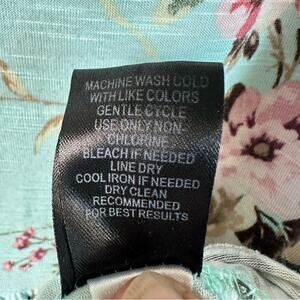 MACHINE WASH COLD
WITH LIKE COLORS
GENTLE CYCLE
USE ONLY NON-
CHLORINE
BLEACH IF NEEDED
LINE DRY
COOL IRON IF NEEDED
DRY CLEAN
RECOMMENDED
FOR BEST RESULTS